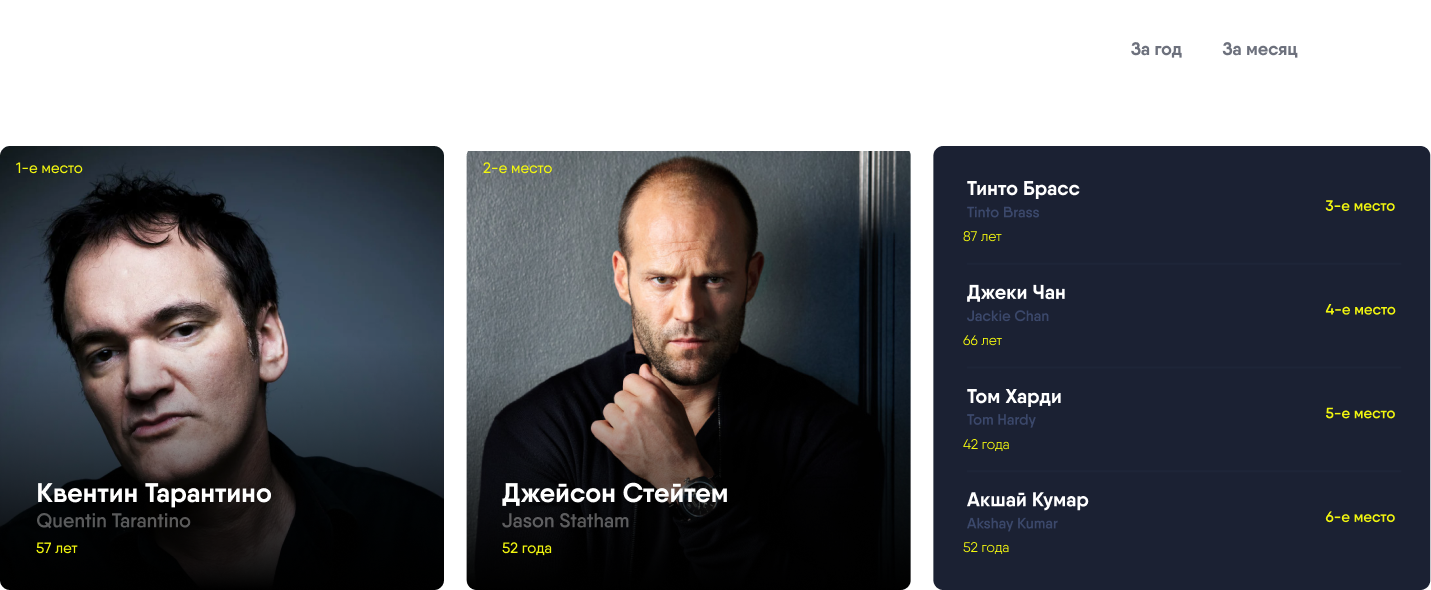 За год
За месяц
1-е место
Квентин Тарантино
Quentin Tarantino
57 лет
2-е место
Джейсон Стейтем
Jason Statham
52 года
Тинто Брасс
Tinto Brass
87 лет
3-е место
Джеки Чан
Jackie Chan
66 лет
4-е место
Том Харди
Tom Hardy
42 года
5-е место
Акшай Кумар
Akshay Kumar
52 года
6-е место